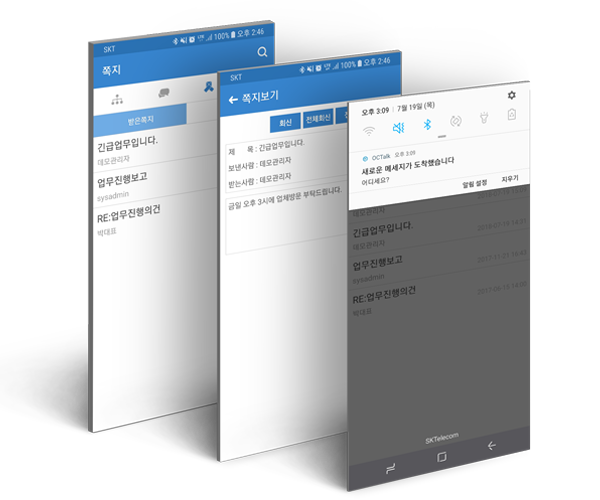 SKT
100% 오후 2:46
쪽지
받은쪽지
긴급업무입니다.
데모관리자
업무진행보고
sysadmin
RE:업무진행의건
박대표
SKT
100% 오후 2:46
쪽지보기
회신
전체회신
제 목 : 긴급업무입니다.
보낸사람 : 데모관리자
받는사람 : 데모관리자
금일 오후 3시에 업체방문 부탁드립니다.
오후 3:09 | 7월 19일 (목)
OCTalk 오후 3:09
새로운 메세지가 도착했습니다
어디세요?
알림 설정 지우기
데모관리자
긴급업무입니다.
데모관리자
업무진행보고
sysadmin
RE:업무진행의건
박대표
SKTelecom